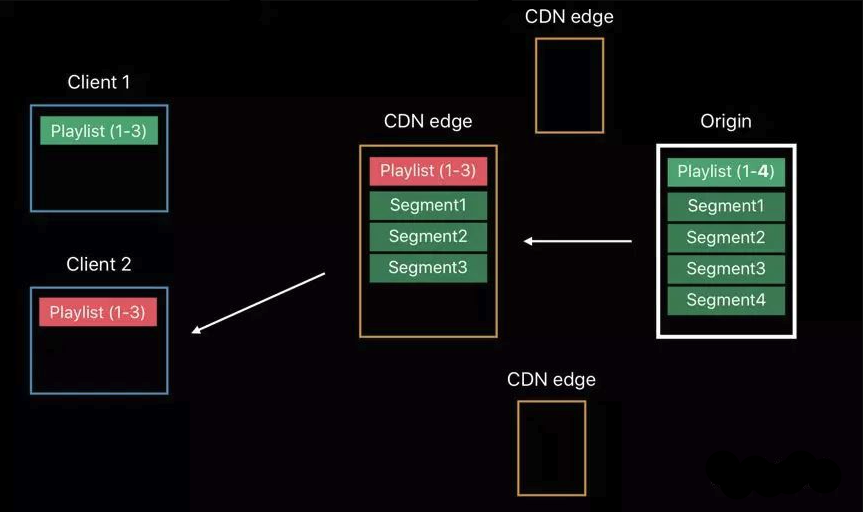 CDN edge
Client 1
Playlist (1-3)
CDN edge
Playlist (1-3)
Segment1
Segment2
Segment3
Origin
Playlist (1-4)
Segment1
Segment2
Segment3
Segment4
Client 2
Playlist (1-3)
CDN edge